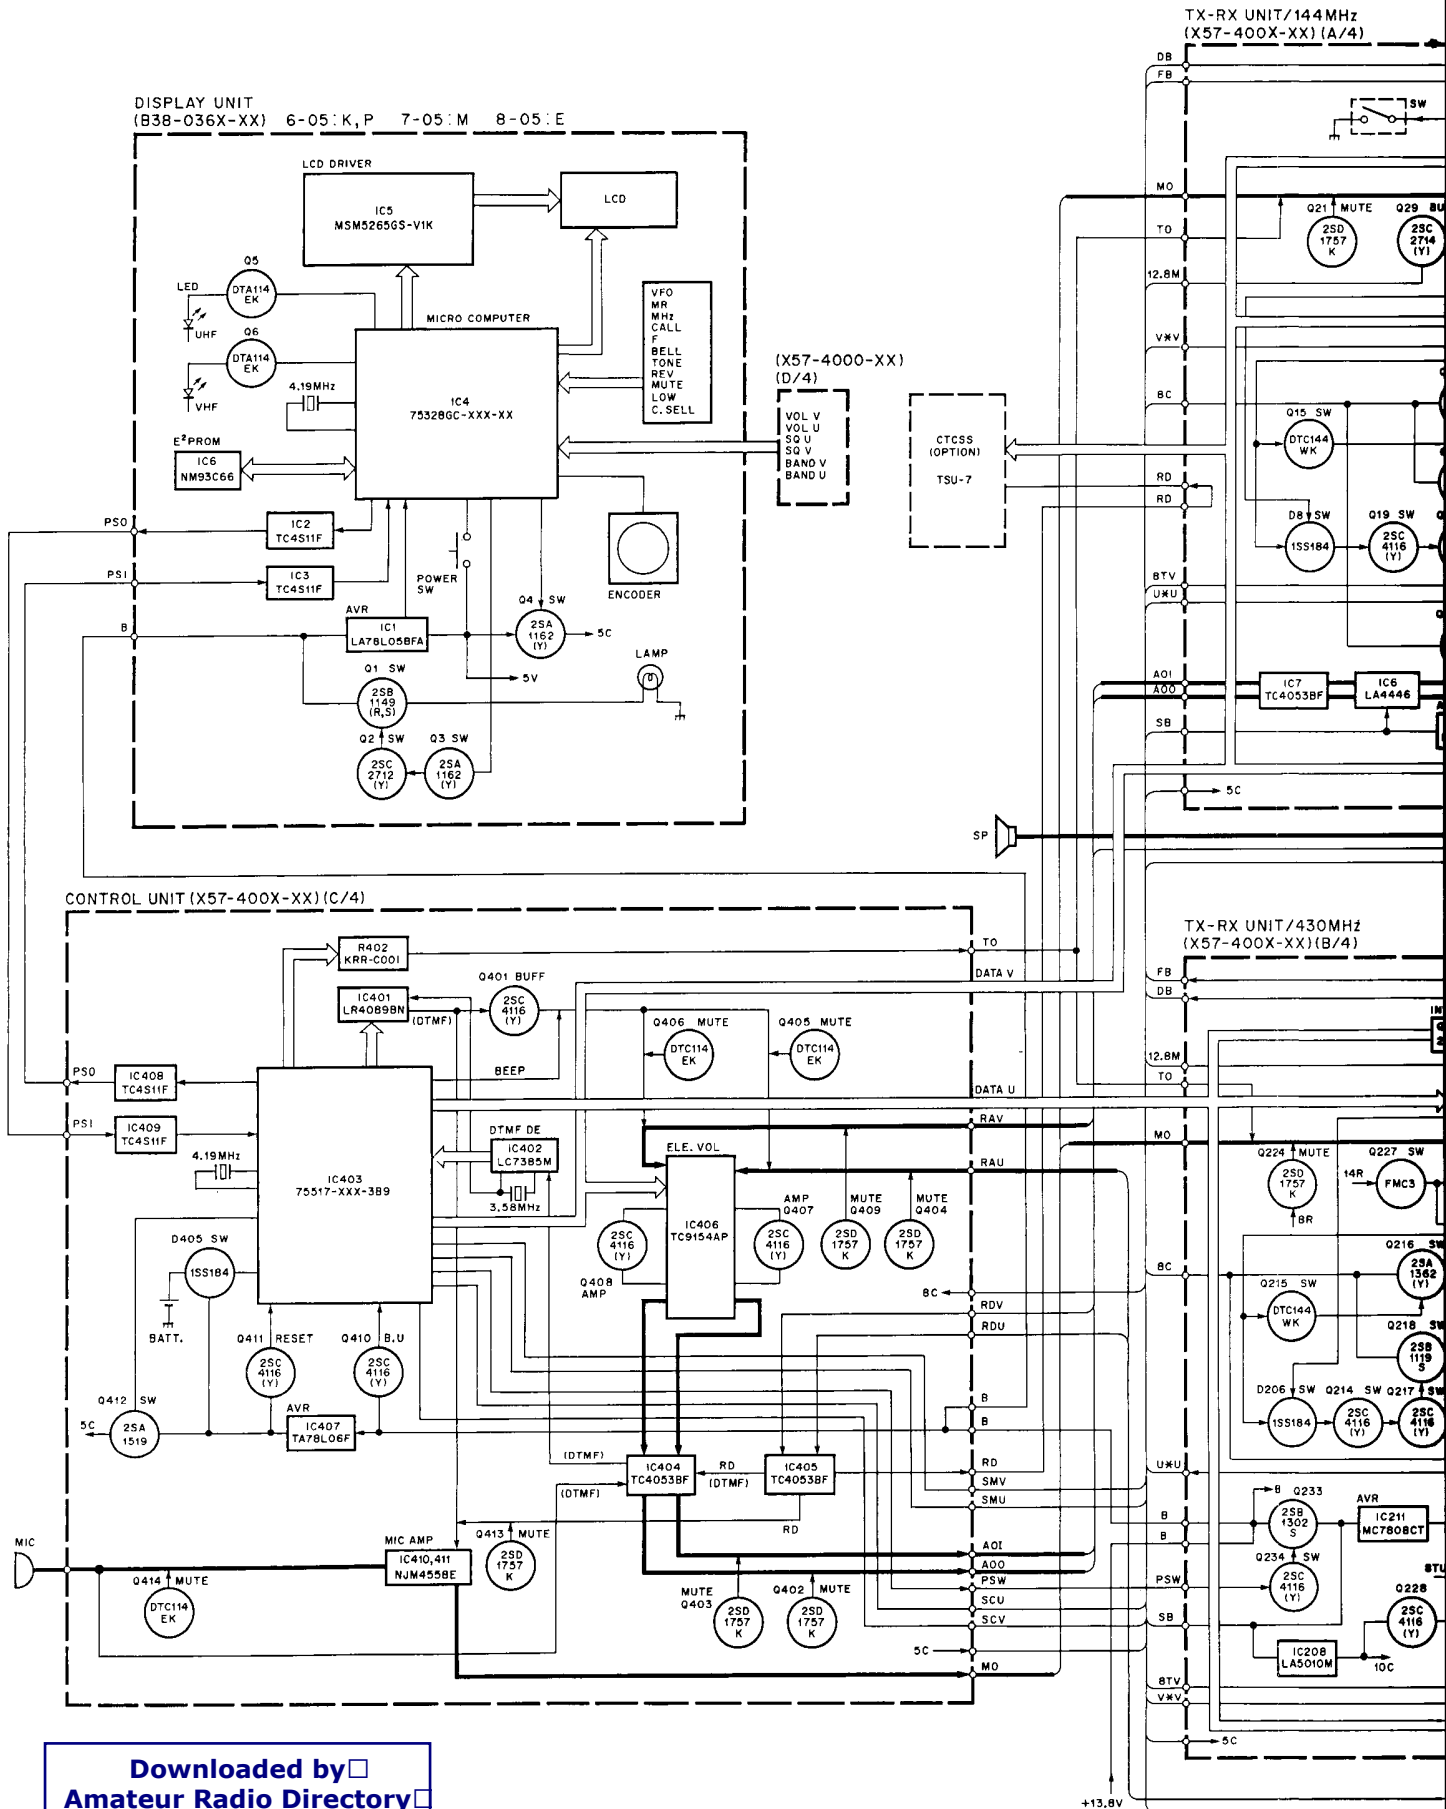 TX-RX UNIT/144MHz
(X57-400X-XX)(A/4)
DB
FB
SW
MO
Q21 MUTE
2SD
1757
K
Q29
2SC
2714
(Y)
TO
12.8M
V*V
8C
Q15 SW
DTC144
WK
RD
RD
D8 SW
1SS184
Q19 SW
2SC
4116
(Y)
8TV
U*U
AOI
AOO
IC7
TC4053BF
IC6
LA4446
SB
5C
DISPLAY UNIT
(B38-036X-XX) 6-05:K,P 7-05:M 8-05:E
LCD DRIVER
IC5
MSM5265GS-V1K
LCD
Q5
DTA114
EK
LED
UHF
Q6
DTA114
EK
VHF
MICRO COMPUTER
IC4
75328GC-XXX-XX
4.19MHz
E²PROM
IC6
NM93C66
VFO
MR
MHz
CALL
F
BELL
TONE
REV
MUTE
LOW
C.SELL
(X57-4000-XX)
(D/4)
VOL V
VOL U
SQ U
SQ V
BAND V
BAND U
CTCSS
(OPTION)
TSU-7
PSO
IC2
TC4S11F
PSI
IC3
TC4S11F
POWER
SW
ENCODER
B
AVR
IC1
LA78L05BFA
Q4 SW
2SA
1162
(Y)
5C
5V
LAMP
Q1 SW
2SB
1149
(R,S)
Q2 SW
2SC
2712
(Y)
Q3 SW
2SA
1162
(Y)
SP
CONTROL UNIT (X57-400X-XX)(C/4)
R402
KRR-C001
TO
DATA V
IC401
LR4089BN
(DTMF)
Q401 BUFF
2SC
4116
(Y)
Q406 MUTE
DTC114
EK
Q405 MUTE
DTC114
EK
BEEP
PSO
IC408
TC4S11F
PSI
IC409
TC4S11F
4.19MHz
IC403
75517-XXX-3B9
DTMF DE
IC402
LC7385M
3.58MHz
DATA U
RAV
RAU
ELE.VOL
IC406
TC9154AP
2SC
4116
(Y)
Q408
AMP
AMP
Q407
2SC
4116
(Y)
MUTE
Q409
2SD
1757
K
MUTE
Q404
2SD
1757
K
8C
RDV
RDU
D405 SW
1SS184
BATT.
Q411 RESET
2SC
4116
(Y)
Q410 B.U
2SC
4116
(Y)
Q412 SW
2SA
1519
5C
AVR
IC407
TA78L06F
B
B
(DTMF)
(DTMF)
IC404
TC4053BF
RD
(DTMF)
IC405
TC4053BF
RD
SMV
SMU
RD
MIC
MIC AMP
IC410,411
NJM4558E
Q413 MUTE
2SD
1757
K
Q414 MUTE
DTC114
EK
MUTE
Q403
2SD
1757
K
Q402 MUTE
2SD
1757
K
AOI
AOO
PSW
SCU
SCV
5C
MO
TX-RX UNIT/430MHz
(X57-400X-XX)(B/4)
FB
DB
12.8M
TO
MO
Q224 MUTE
2SD
1757
K
8R
Q227 SW
14R
FMC3
8C
Q216 SW
2SA
1362
(Y)
Q215 SW
DTC144
WK
Q218 SW
2SB
1119
S
D206 SW
1SS184
Q214 SW
2SC
4116
(Y)
Q217 SW
2SC
4116
(Y)
U*U
B
B
B
Q233
2SB
1302
S
AVR
IC211
MC7808CT
PSW
Q234 SW
2SC
4116
(Y)
SB
Q228
2SC
4116
(Y)
IC208
LA5010M
10C
8TV
V*V
5C
+13.8V
Downloaded by
Amateur Radio Directory